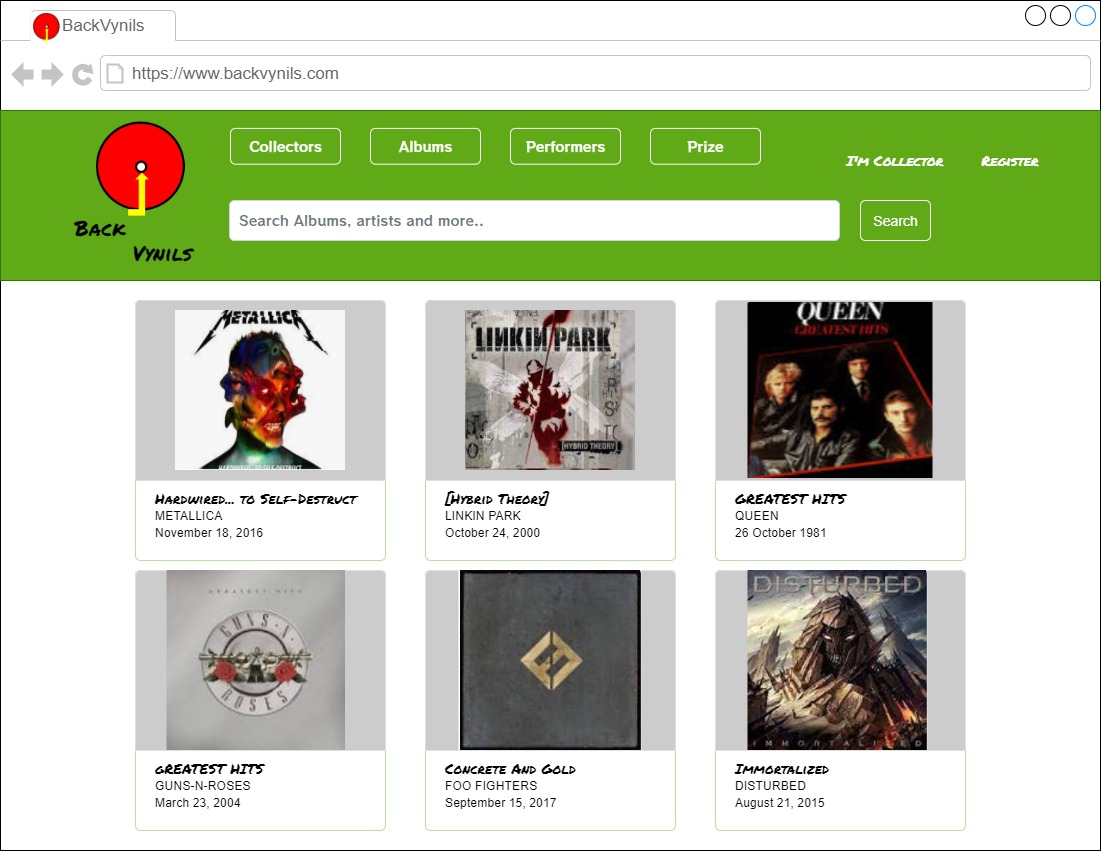 BackVynils
https://www.backvynils.com
Collectors
Albums
Performers
Prize
I'm Collector
Register
Back
Vynils
Search Albums, artists and more..
Search
METALLICA
HARDWIRED...TO SELF-DESTRUCT
LINKIN PARK
HYBRID THEORY
QUEEN
GREATEST HITS
Hardwired... to Self-Destruct
METALLICA
November 18, 2016
[Hybrid Theory]
LINKIN PARK
October 24, 2000
GREATEST HITS
QUEEN
26 October 1981
GREATEST HITS
GUNS N' ROSES
DISTURBED
IMMORTALIZED
gREATEST HITS
GUNS-N-ROSES
March 23, 2004
Concrete And Gold
FOO FIGHTERS
September 15, 2017
Immortalized
DISTURBED
August 21, 2015